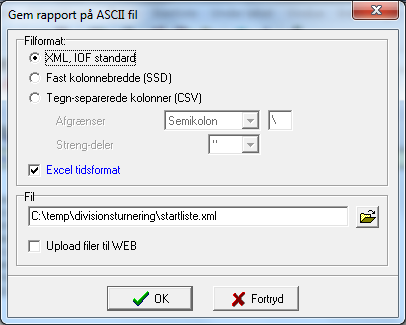 Gem rapport på ASCII fil
Filformat:
XML, IOF standard
Fast kolonnebredde (SSD)
Tegn-separerede kolonner (CSV)
Afgrænser Semikolon \
Streng-deler "
Excel tidsformat
Fil
C:\temp\divisionsturnering\startliste.xml
Upload filer til WEB
OK Fortryd